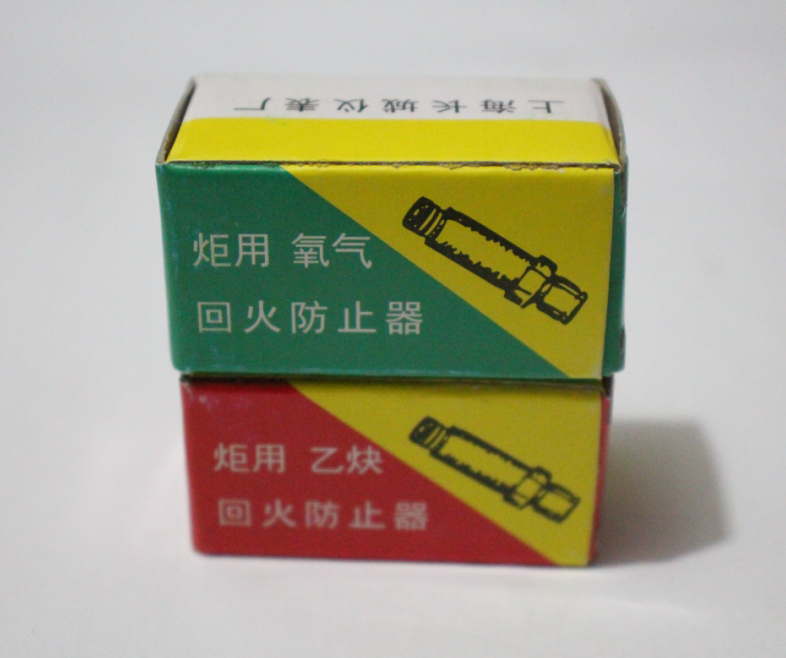 上海长城仪表厂
炬用 氧气
回火防止器
炬用 乙炔
回火防止器